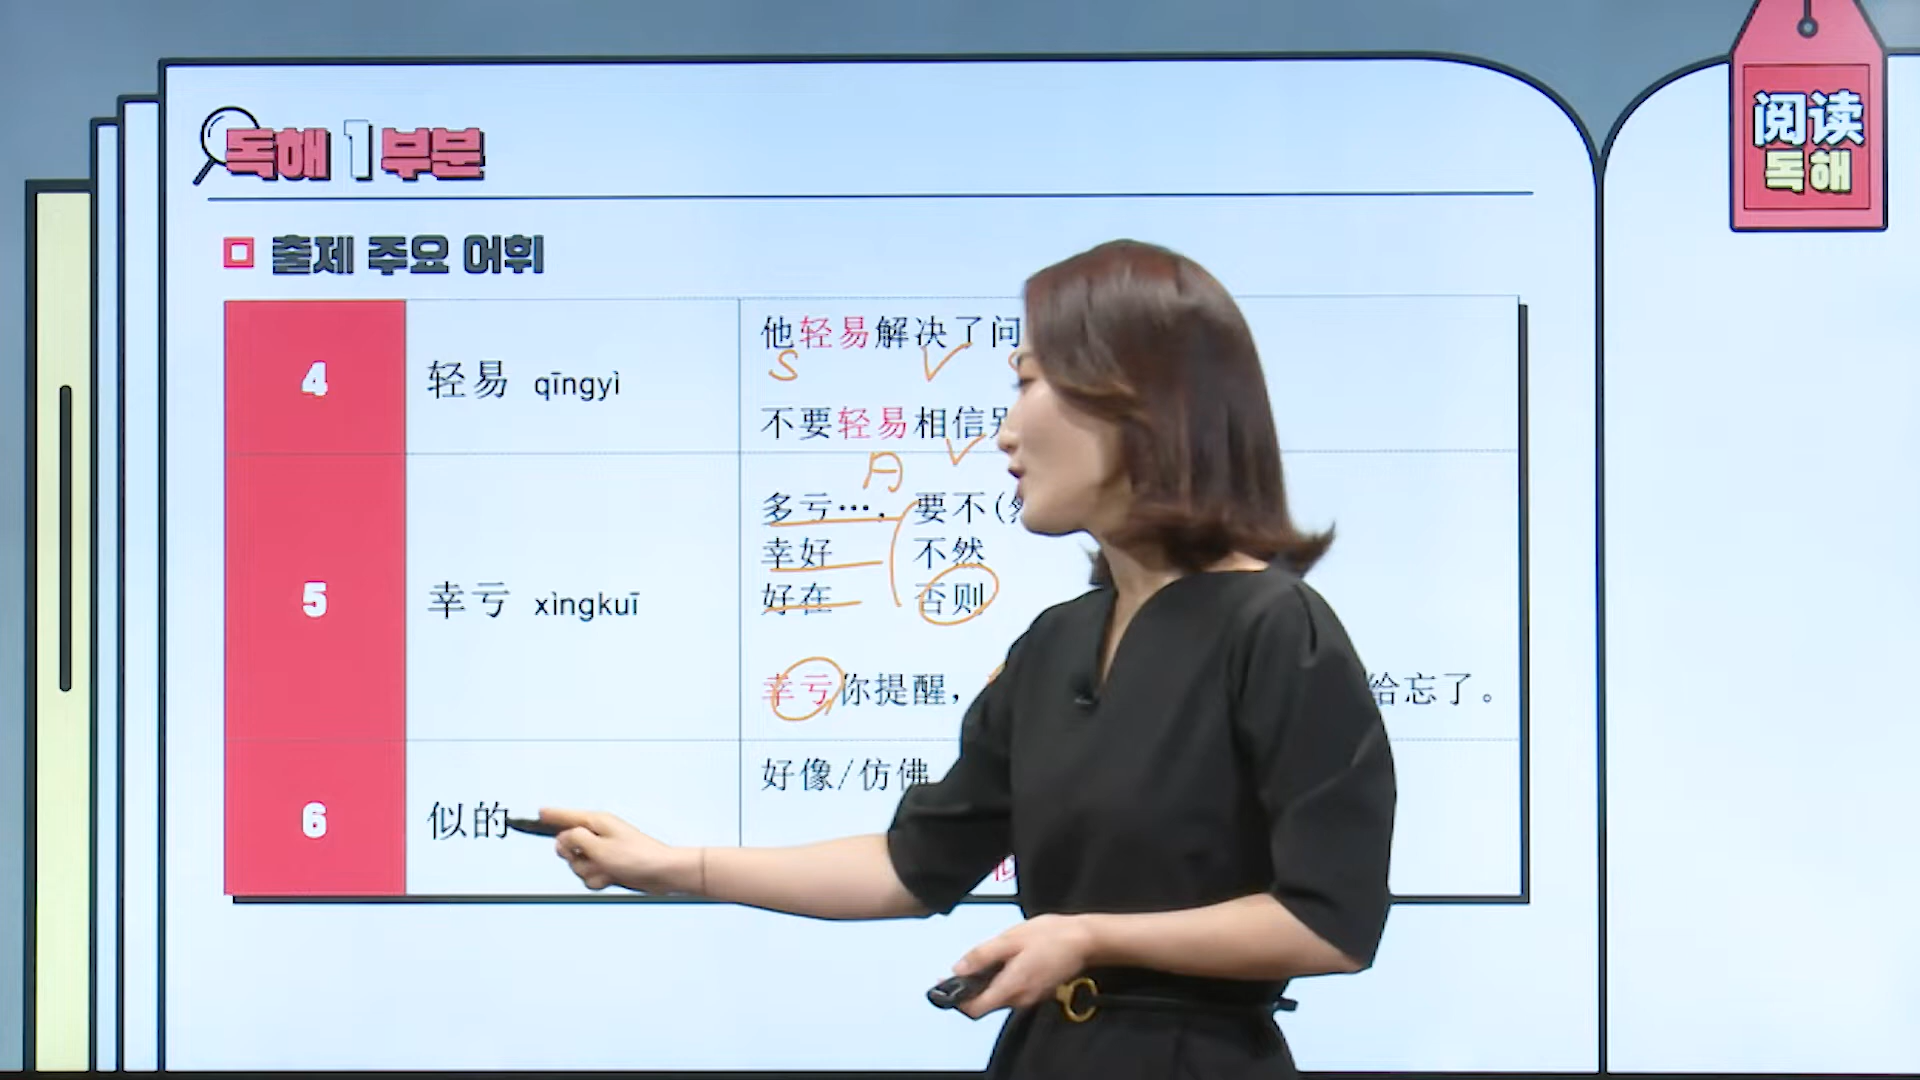 독해 1 부분
阅读
독해
출제 주요 어휘
4
轻易 qīngyì
他轻易解决了问
S V
不要轻易相信
V
5
幸亏 xìngkuī
A
多亏…，要不(
幸好 不然
好在 否则
幸亏你提醒，
给忘了。
6
似的
好像/仿佛